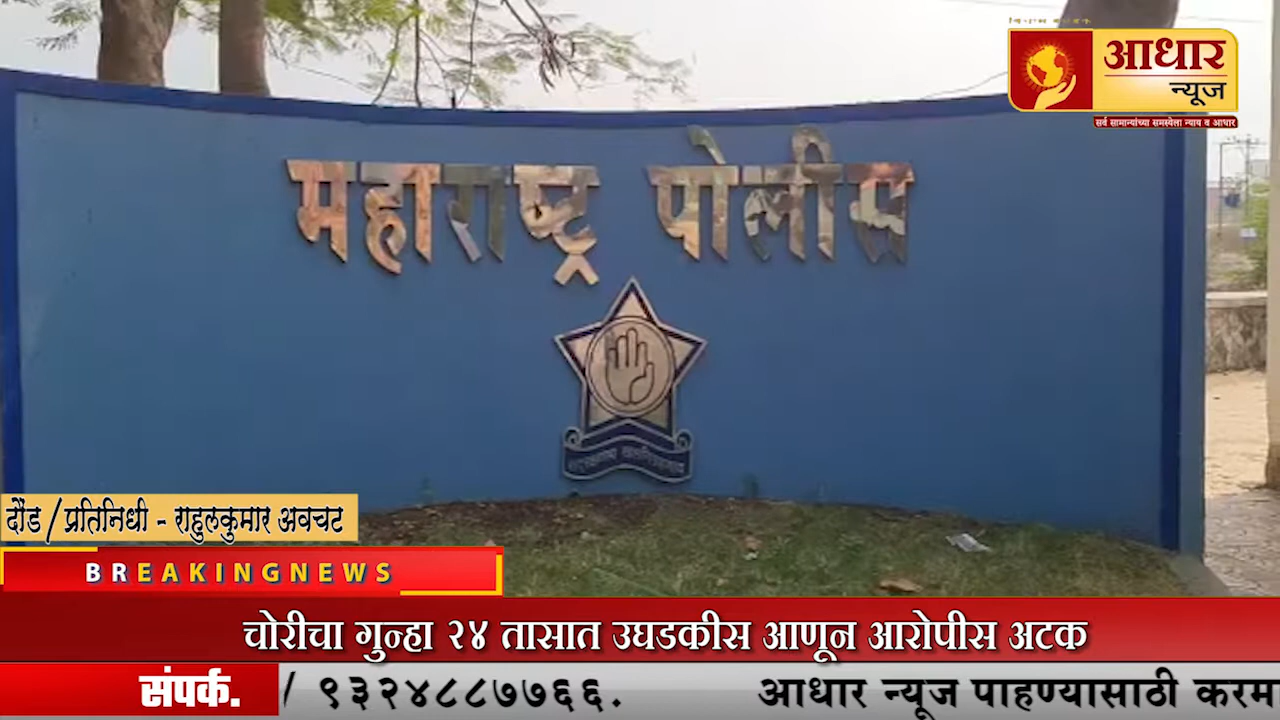 आधार
न्यूज
सर्व सामान्यांच्या समस्येला न्याय व आधार
महाराष्ट्र पोलीस
दौंड / प्रतिनिधी - राहुलकुमार अवचट
BREAKINGNEWS
चोरीचा गुन्हा २४ तासात उघडकीस आणून आरोपीस अटक
संपर्क. / ९३२४८८७७६६. आधार न्यूज पाहण्यासाठी करम